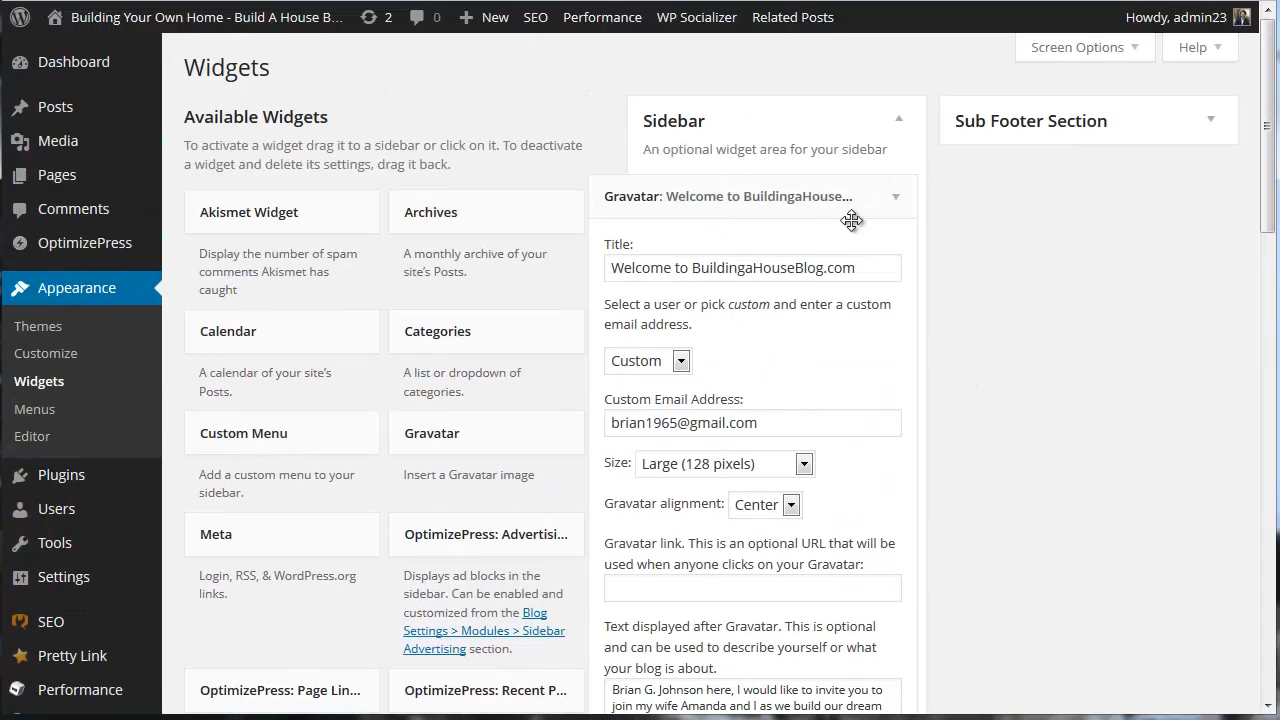 Building Your Own Home - Build A House B... 2 0 New SEO Performance WP Socializer Related Posts Howdy, admin23
Screen Options Help
Dashboard
Posts
Media
Pages
Comments
OptimizePress
Appearance
Themes
Customize
Widgets
Menus
Editor
Plugins
Users
Tools
Settings
SEO
Pretty Link
Performance
Widgets
Available Widgets
To activate a widget drag it to a sidebar or click on it. To deactivate
a widget and delete its settings, drag it back.
Akismet Widget
Display the number of spam
comments Akismet has
caught
Archives
A monthly archive of your
site's Posts.
Calendar
A calendar of your site's
Posts.
Categories
A list or dropdown of
categories.
Custom Menu
Add a custom menu to your
sidebar.
Gravatar
Insert a Gravatar image
Meta
Login, RSS, & WordPress.org
links.
OptimizePress: Advertisi...
Displays ad blocks in the
sidebar. Can be enabled and
customized from the Blog
Settings > Modules > Sidebar
Advertising section.
OptimizePress: Page Lin...
OptimizePress: Recent P...
Sidebar
An optional widget area for your sidebar
Gravatar: Welcome to BuildingaHouse...
Title:
Welcome to BuildingaHouseBlog.com
Select a user or pick custom and enter a custom
email address.
Custom
Custom Email Address:
brian1965@gmail.com
Size: Large (128 pixels)
Gravatar alignment: Center
Gravatar link. This is an optional URL that will be
used when anyone clicks on your Gravatar:
Text displayed after Gravatar. This is optional
and can be used to describe yourself or what
your blog is about.
Brian G. Johnson here, I would like to invite you to
join my wife Amanda and I as we build our dream
Sub Footer Section